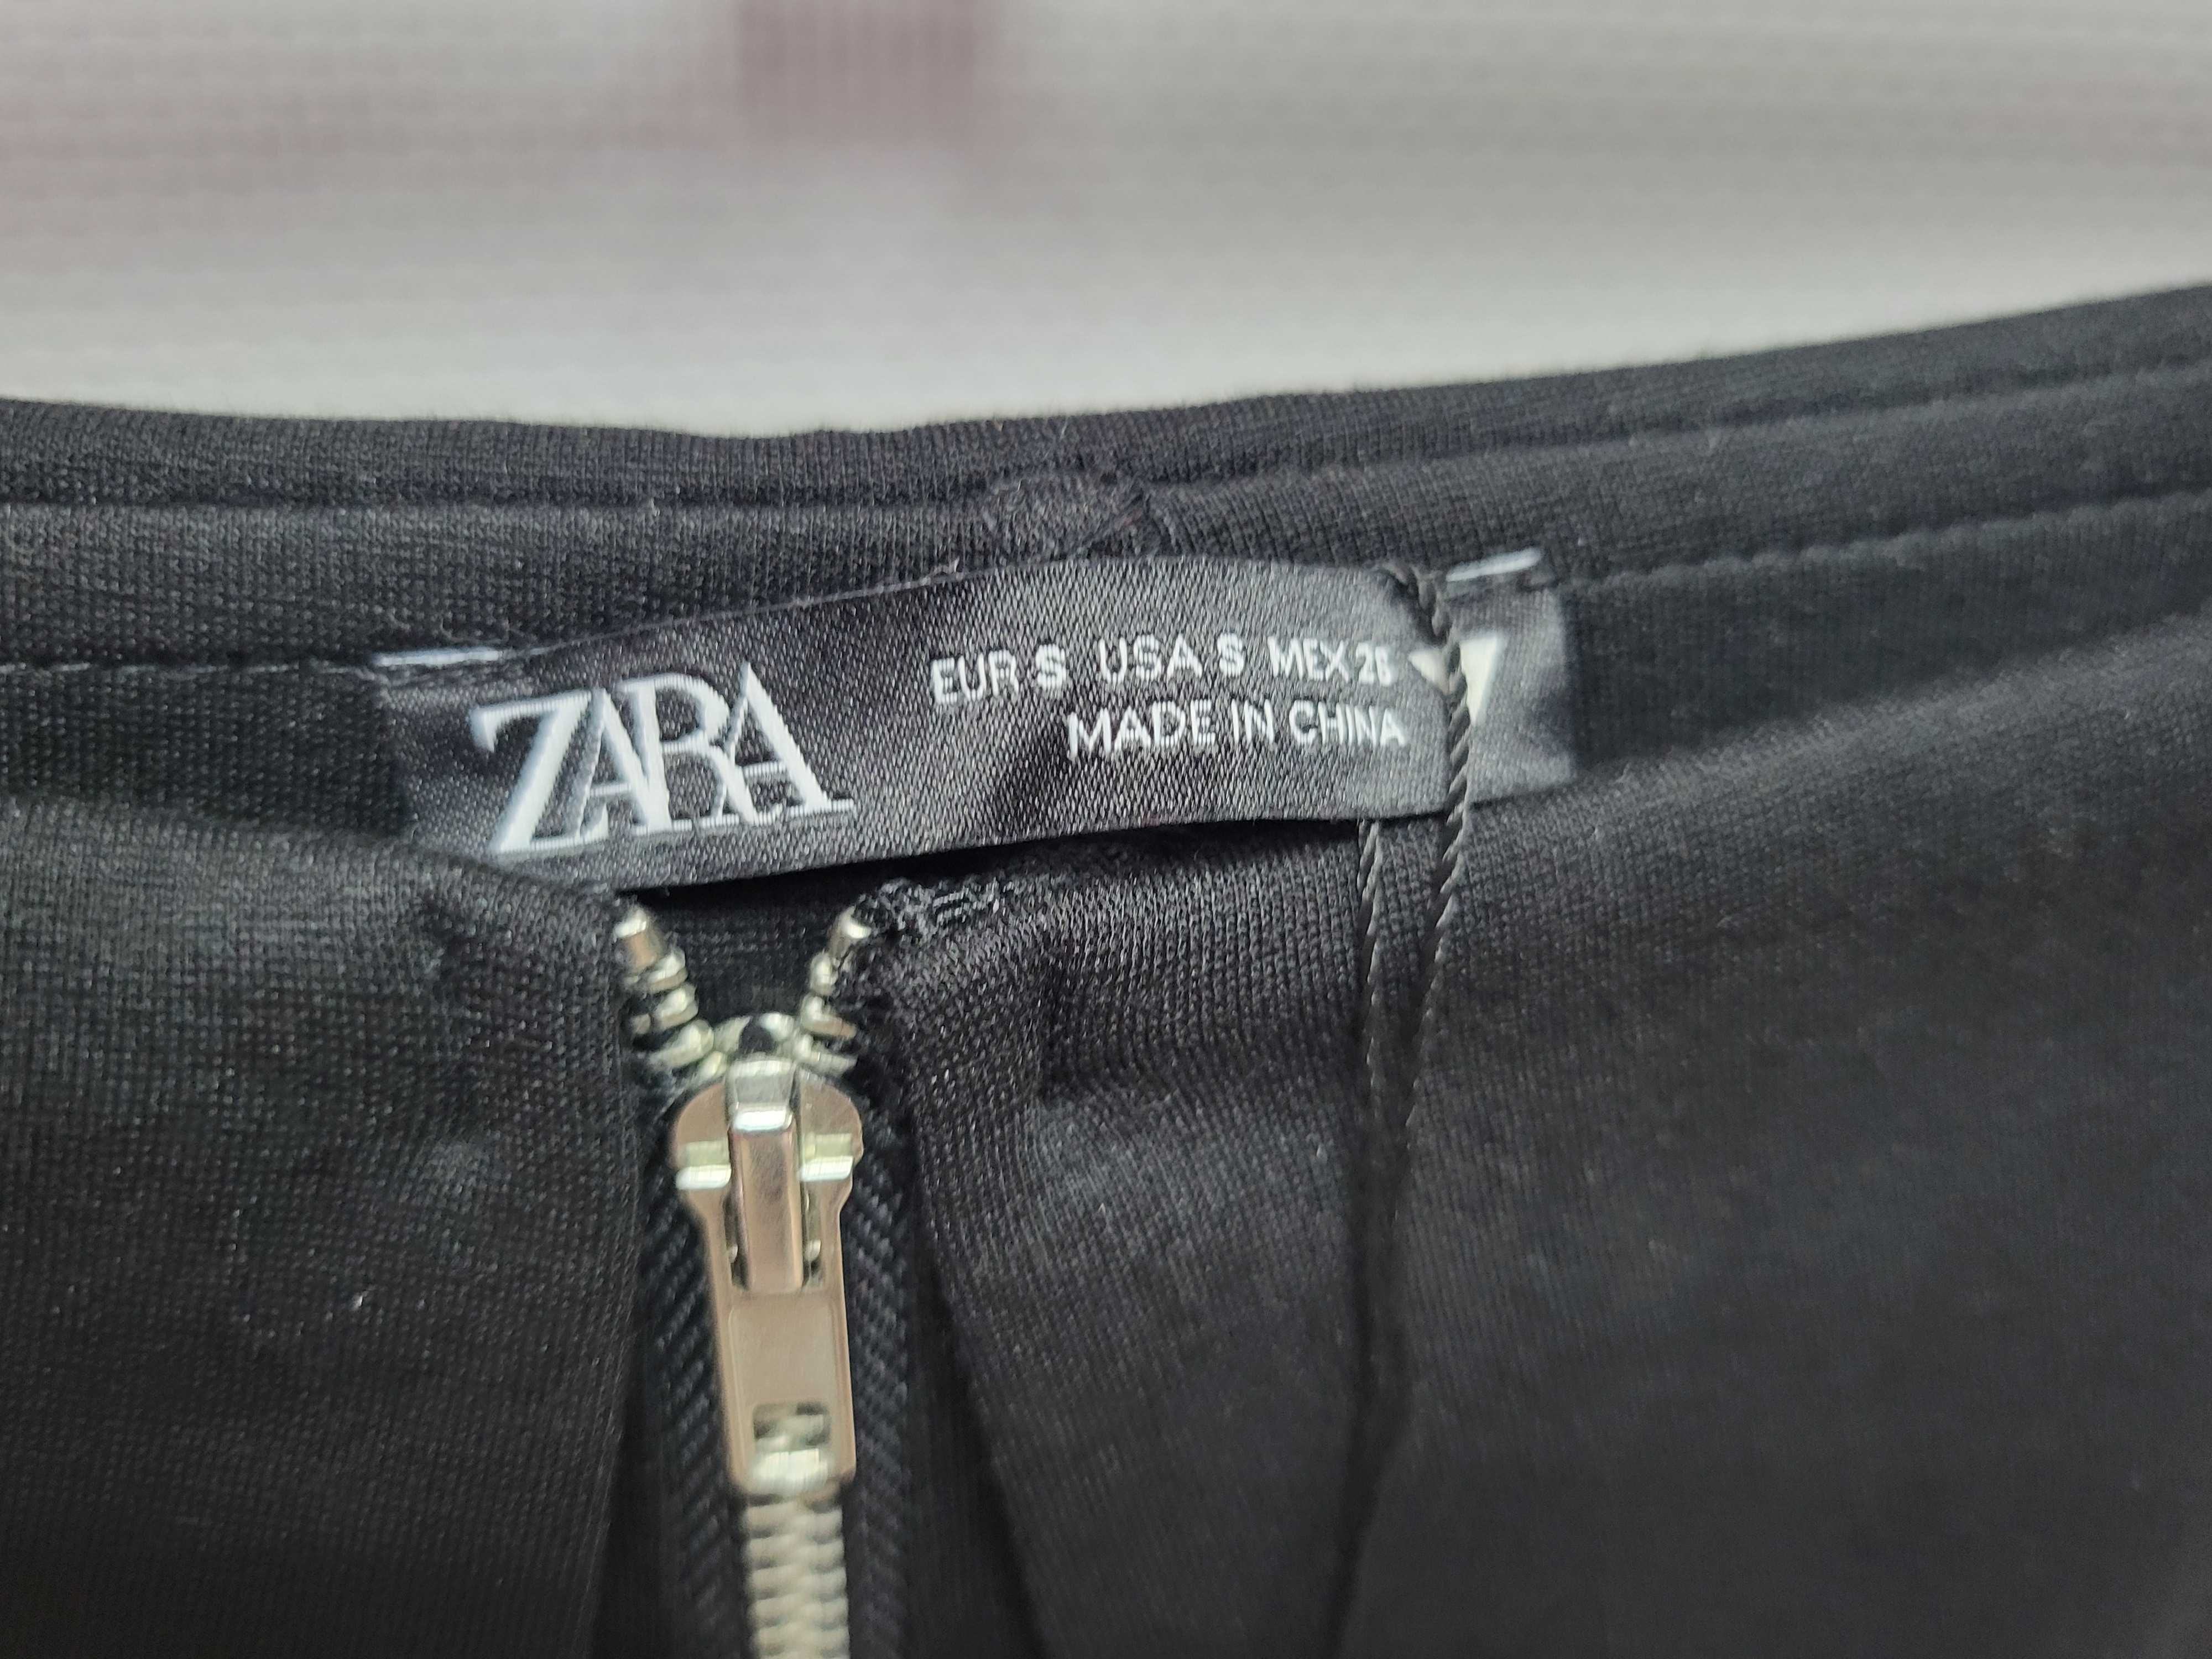 ZARA
EUR S USA S MEX 26
MADE IN CHINA